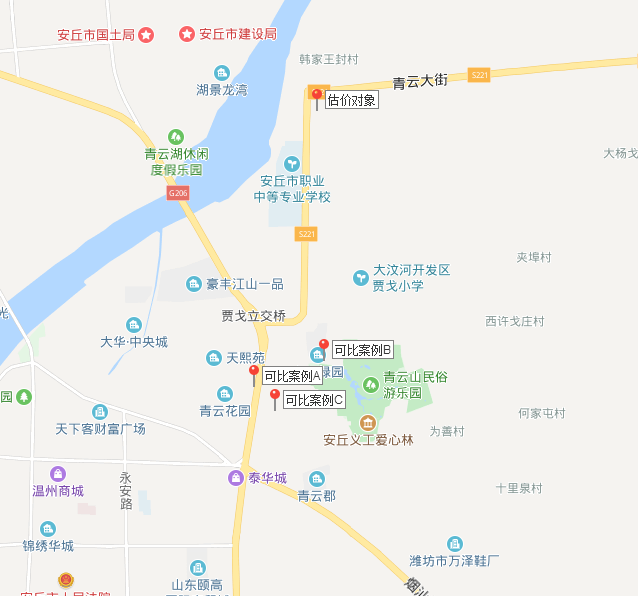 安丘市国土局
安丘市建设局
韩家王封村
湖景龙湾
青云大街
S221
估价对象
青云湖休闲
度假乐园
大杨戈
安丘市职业
中等专业学校
G206
S221
夹埠村
大汶河开发区
贾戈小学
豪丰江山一品
光
贾戈立交桥
西许戈庄村
大华·中央城
天熙苑
可比案例B
可比案例A
绿园
青云山民俗
游乐园
园
青云花园
可比案例C
天下客财富广场
何家屯村
为善村
安丘义工爱心林
永安路
泰华城
温州商城
青云郡
十里泉村
锦绣华城
潍坊市万泽鞋厂
山东颐高
安丘市人民法院